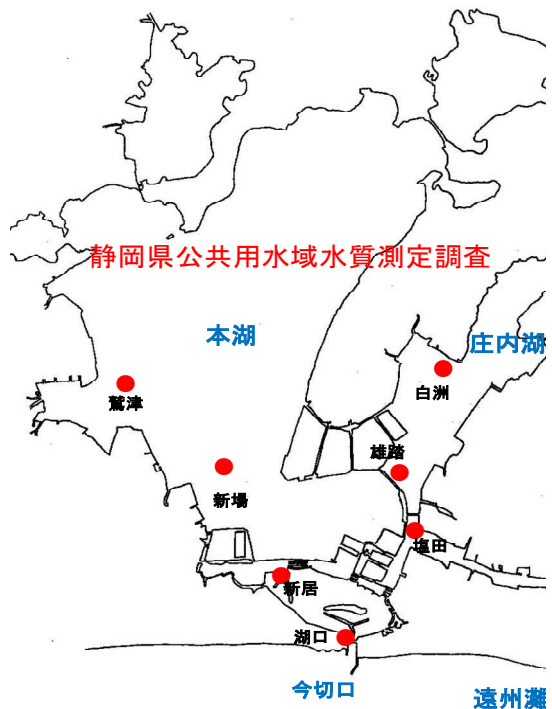 静岡県公共用水域水質測定調査
本湖
庄内湖
白洲
鷲津
雄踏
新場
塩田
新居
湖口
今切口
遠州灘